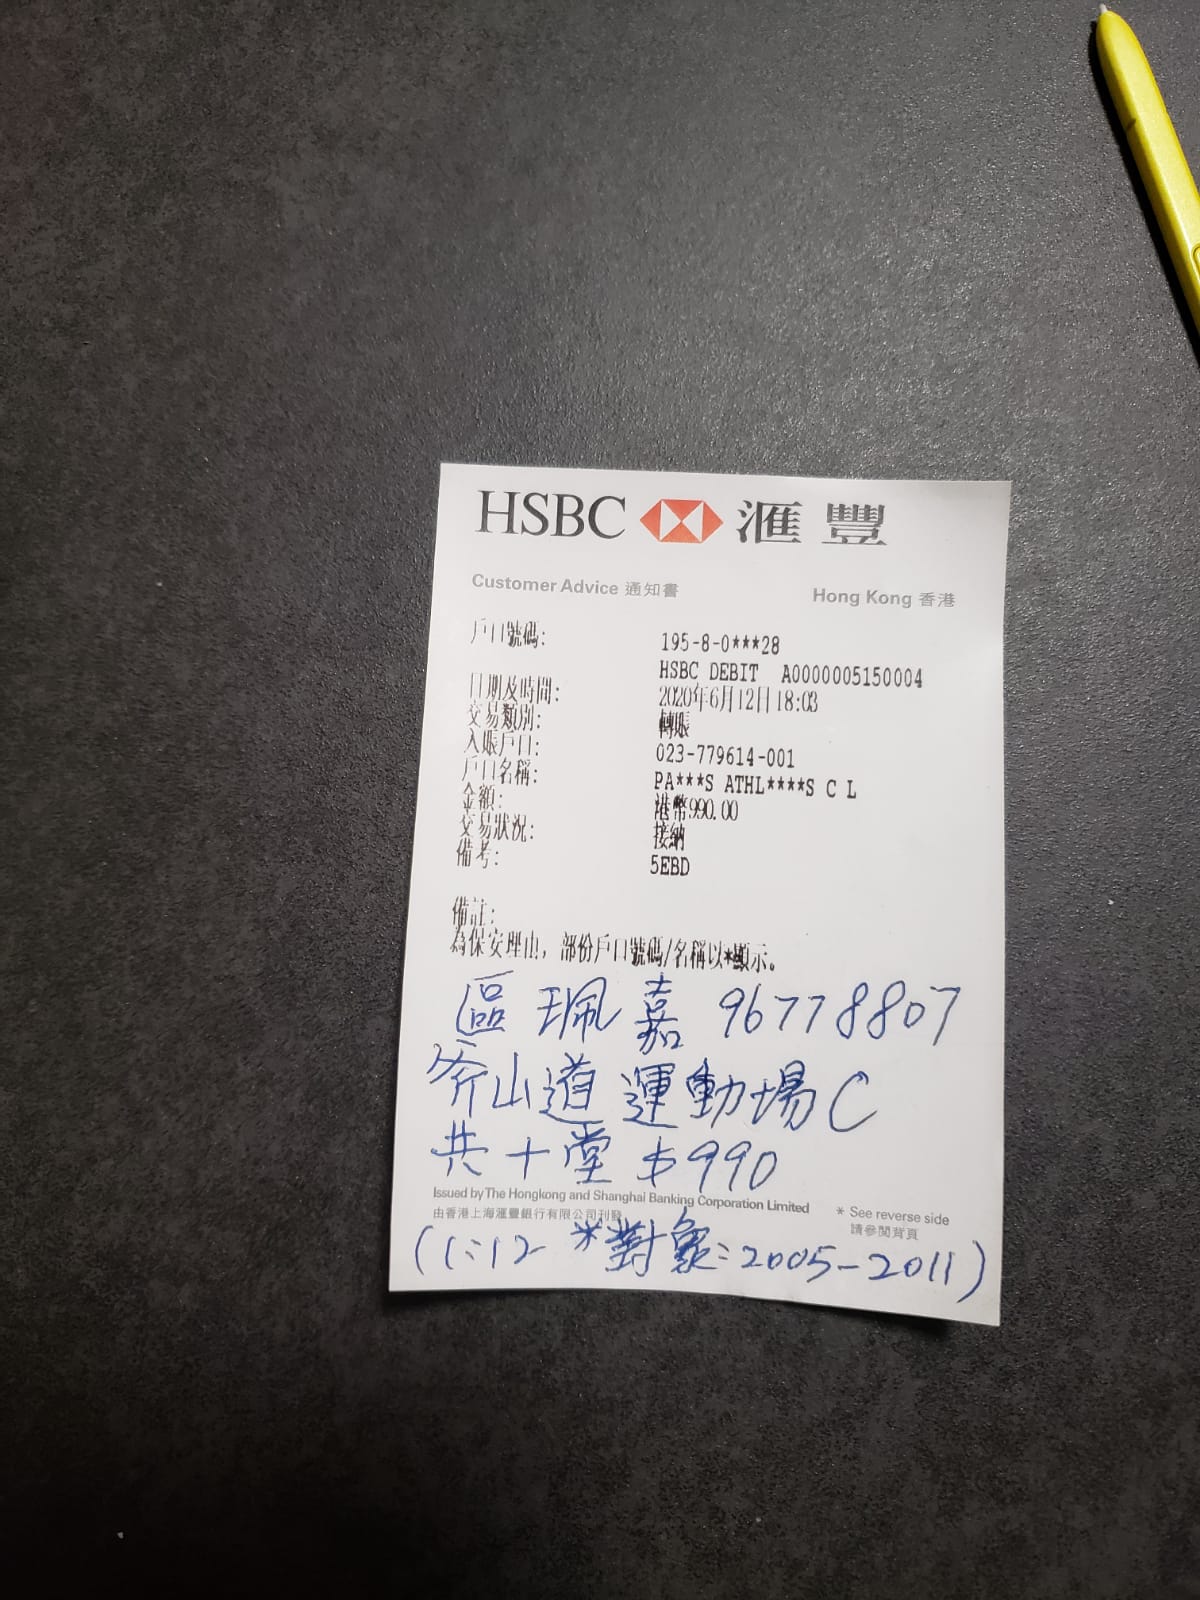 HSBC 滙豐
Customer Advice 通知書 Hong Kong 香港
戶口號碼: 195-8-0***28
HSBC DEBIT A0000005150004
日期及時間: 2020年6月12日18:03
交易類別: 轉賬
入賬戶口: 023-779614-001
戶口名稱: PA***S ATHL****S C L
金額: 港幣990.00
交易狀況: 接納
備考: 5EBD
備註:
為保安理由, 部份戶口號碼/名稱以*顯示。
區珮嘉 96778807
斧山道運動場C
共十堂 $990
Issued by The Hongkong and Shanghai Banking Corporation Limited * See reverse side
由香港上海滙豐銀行有限公司刊發 請參閱背頁
(1:12 *對象:2005-2011)